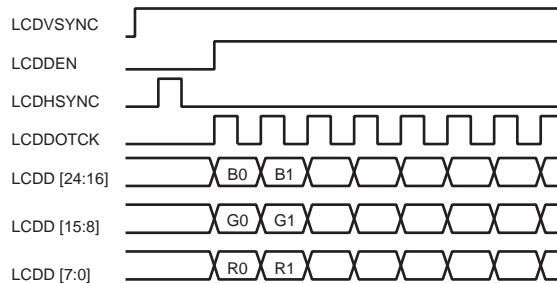 LCDVSYNC
LCDDEN
LCDHSYNC
LCDDOTCK
LCDD [24:16] B0 B1
LCDD [15:8] G0 G1
LCDD [7:0] R0 R1